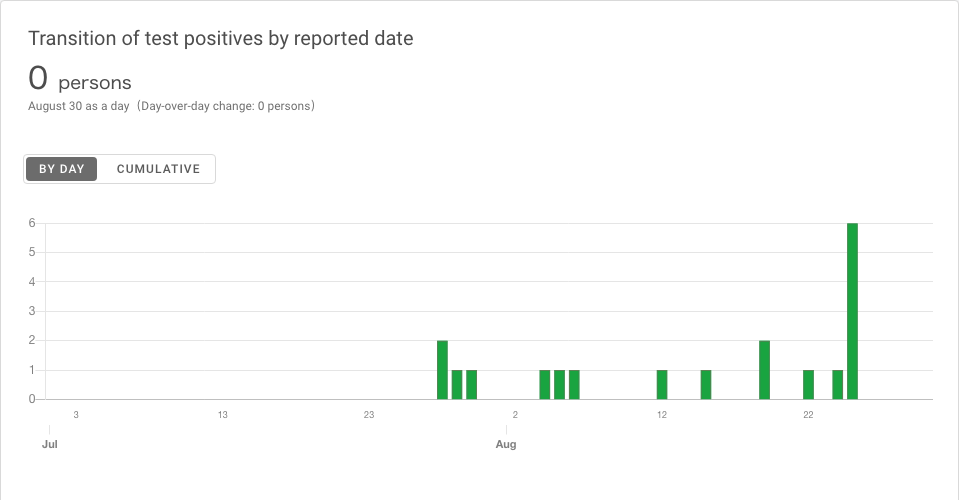 Transition of test positives by reported date
0 persons
August 30 as a day（Day-over-day change: 0 persons）
BY DAY CUMULATIVE
6
5
4
3
2
1
0
3 13 23 2 12 22
Jul Aug